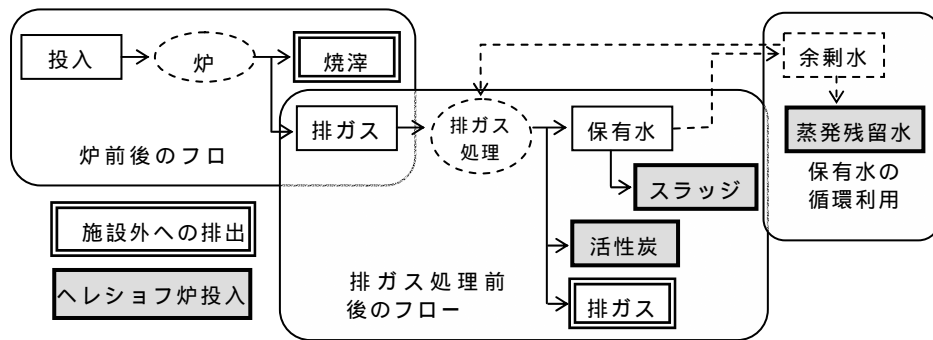 投入
炉
焼滓
余剰水
排ガス
排ガス
処理
保有水
蒸発残留水
炉前後のフロ
スラッジ
保有水の
循環利用
施設外への排出
活性炭
ヘレショフ炉投入
排ガス処理前
後のフロー
排ガス